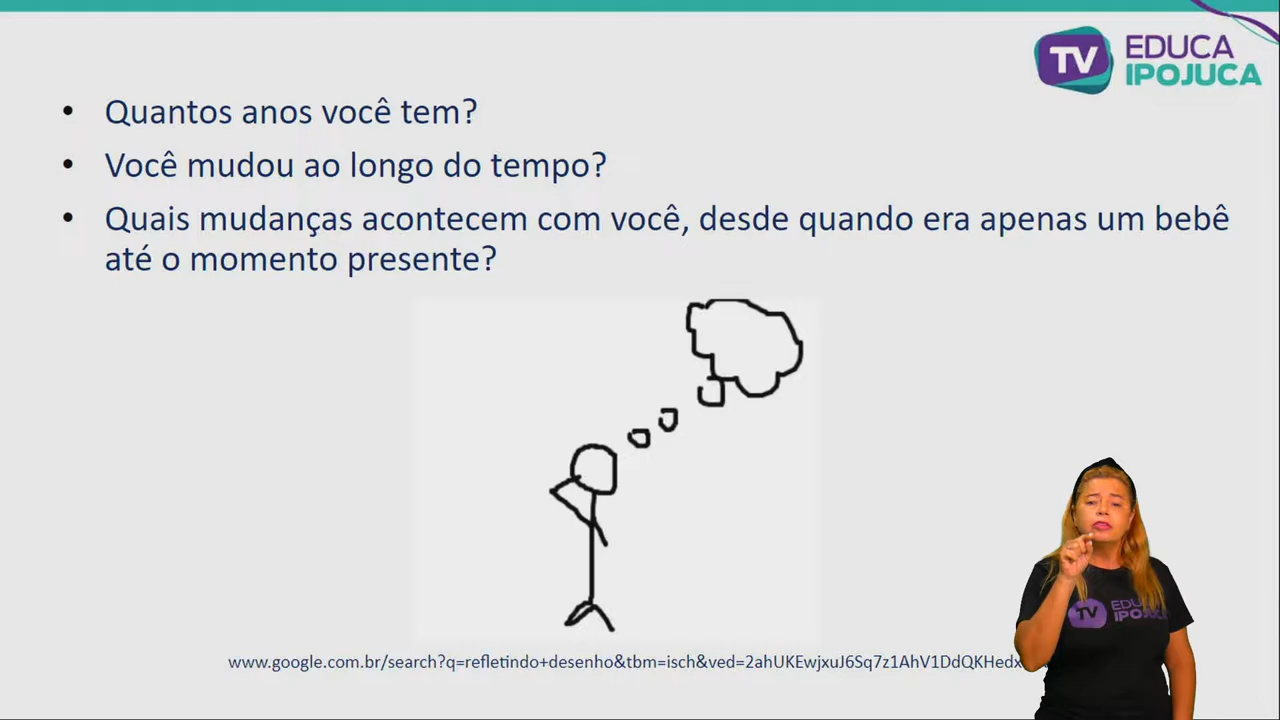 TV EDUCA
IPOJUCA
• Quantos anos você tem?
• Você mudou ao longo do tempo?
• Quais mudanças acontecem com você, desde quando era apenas um bebê
até o momento presente?
www.google.com.br/search?q=refletindo+desenho&tbm=isch&ved=2ahUKEwjxuJ6Sq7z1AhV1DdQKHedx
TV EDUCA
IPOJUCA